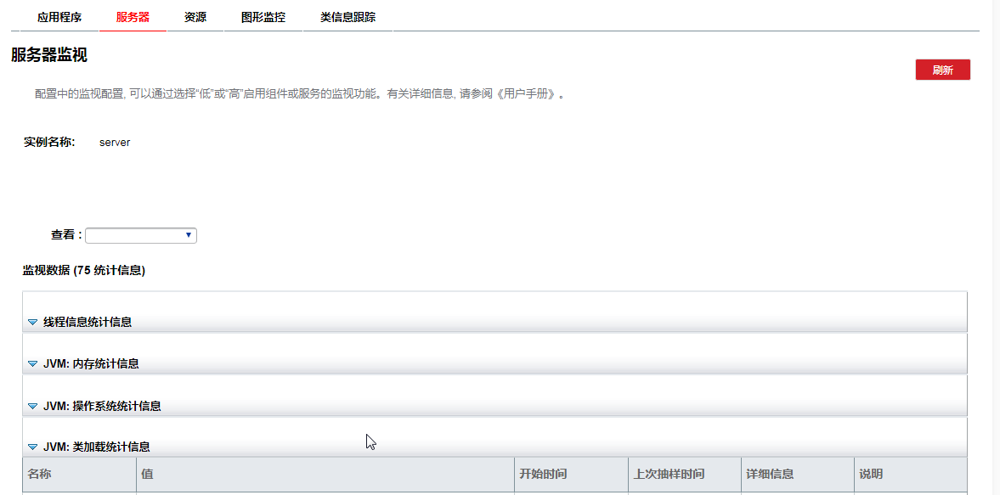 应用程序 服务器 资源 图形监控 类信息跟踪
服务器监视
刷新
配置中的监视配置, 可以通过选择“低”或“高”启用组件或服务的监视功能。有关详细信息, 请参阅《用户手册》。
实例名称: server
查看 :
监视数据 (75 统计信息)
线程信息统计信息
JVM: 内存统计信息
JVM: 操作系统统计信息
JVM: 类加载统计信息
名称 值 开始时间 上次抽样时间 详细信息 说明